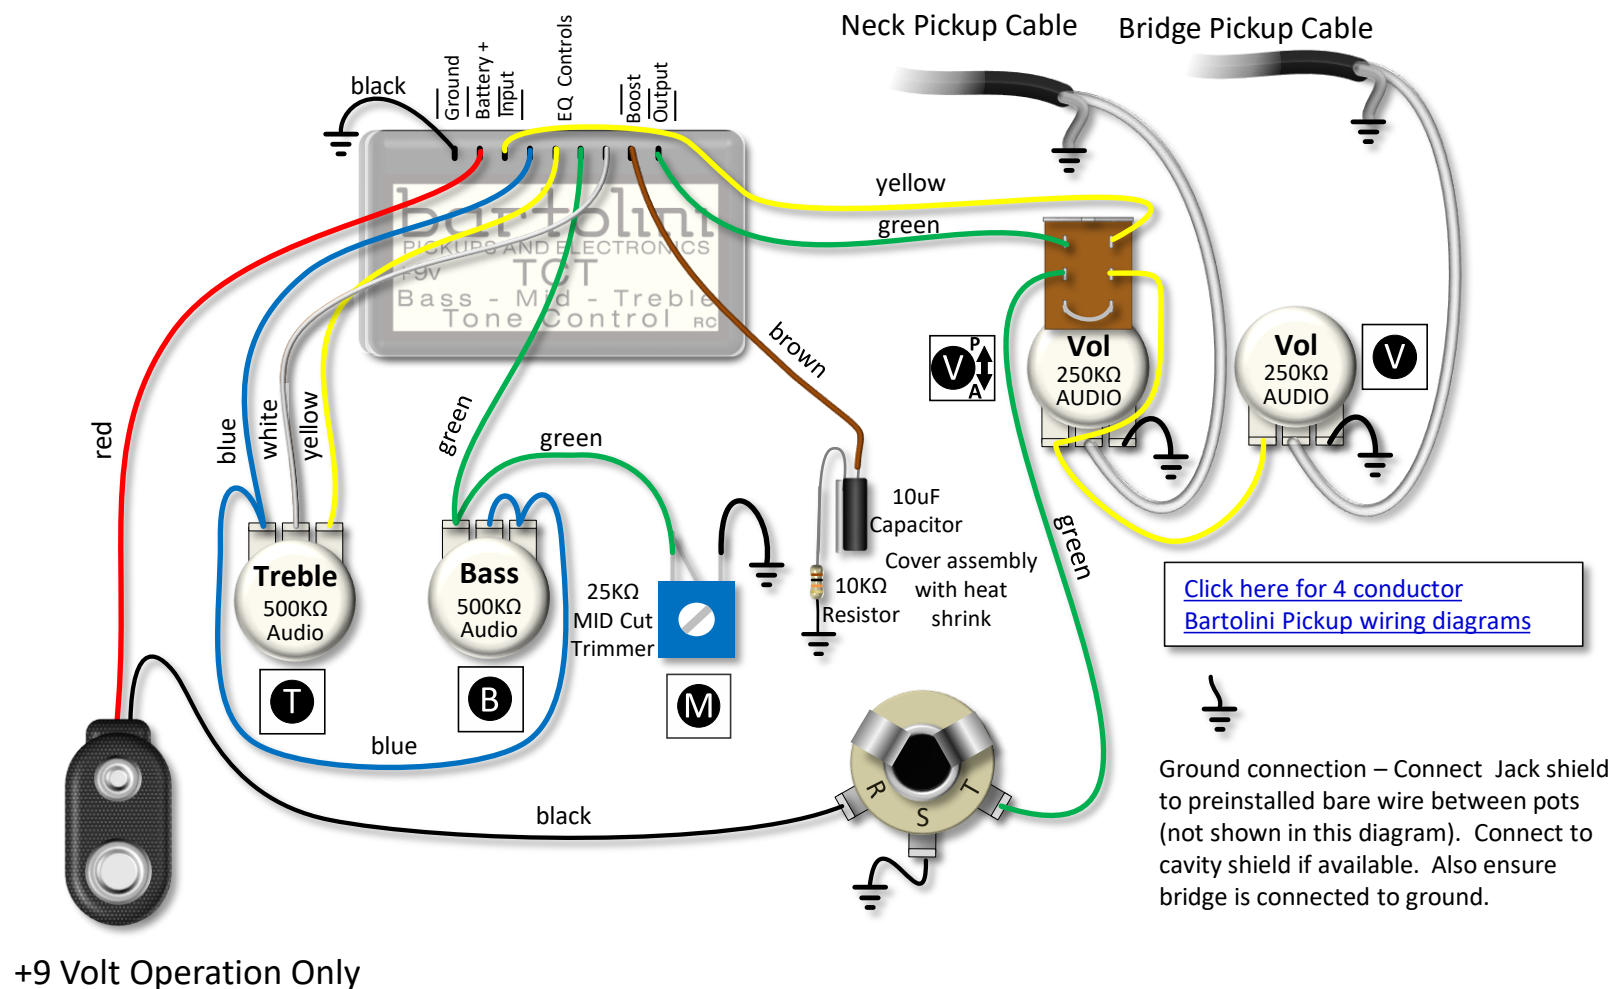 Neck Pickup Cable
Bridge Pickup Cable
Ground
Battery +
Input
EQ Controls
Boost
Output
black
bartolini
PICKUPS AND ELECTRONICS
+9v
TCT
Bass - Mid - Treble
Tone Control
RC
yellow
green
red
blue
white
yellow
green
green
brown
Vol
250KΩ
AUDIO
V
P
A
Vol
250KΩ
AUDIO
V
10uF
Capacitor
Cover assembly
with heat
shrink
10KΩ
Resistor
green
Treble
500KΩ
Audio
T
Bass
500KΩ
Audio
B
25KΩ
MID Cut
Trimmer
M
Click here for 4 conductor
Bartolini Pickup wiring diagrams
blue
black
R
S
T
Ground connection – Connect Jack shield
to preinstalled bare wire between pots
(not shown in this diagram). Connect to
cavity shield if available. Also ensure
bridge is connected to ground.
+9 Volt Operation Only